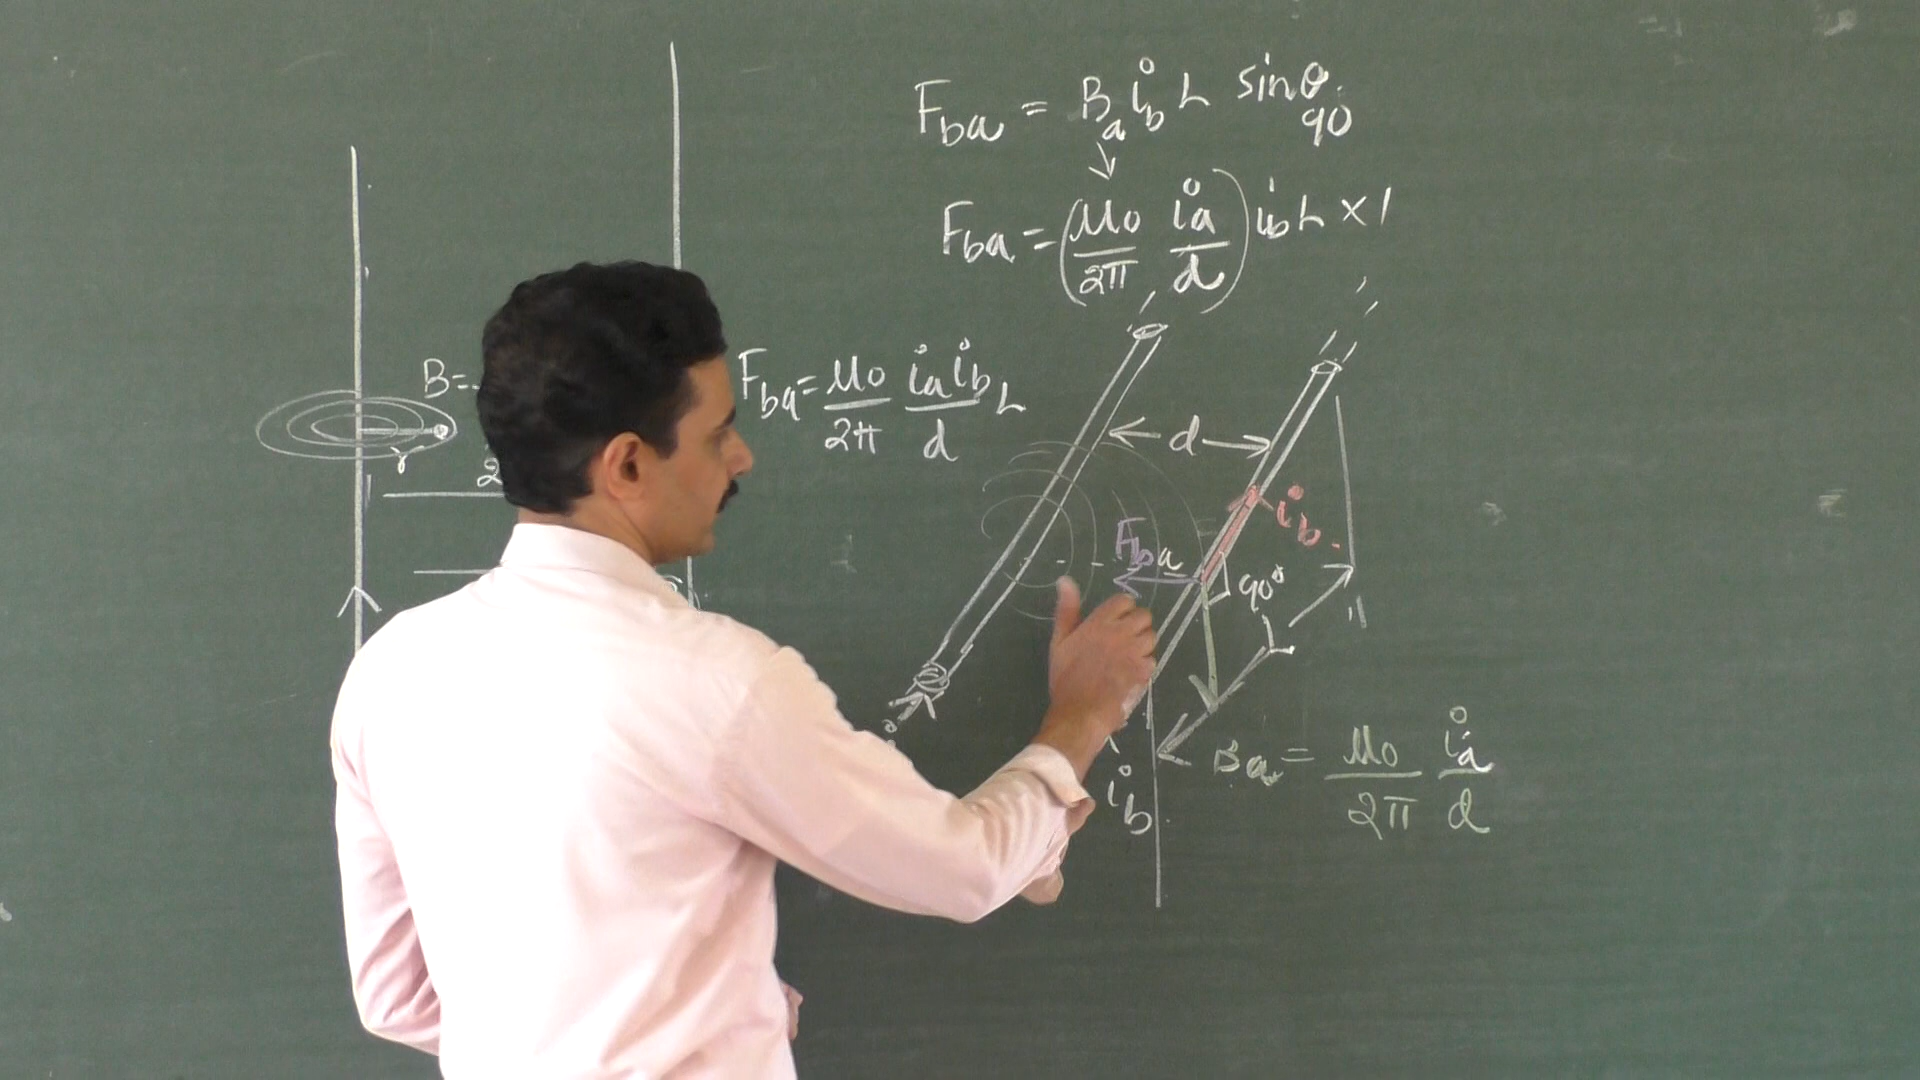 F_ba = B_a i_b L sinθ
90
F_ba = (μ0/2π i_a/d) i_b L × 1
B=
r
2
F_ba = μ0/2π i_a i_b/d L
d
i_b
F_ba
90°
L
i_b
B_a = μ0/2π i_a/d